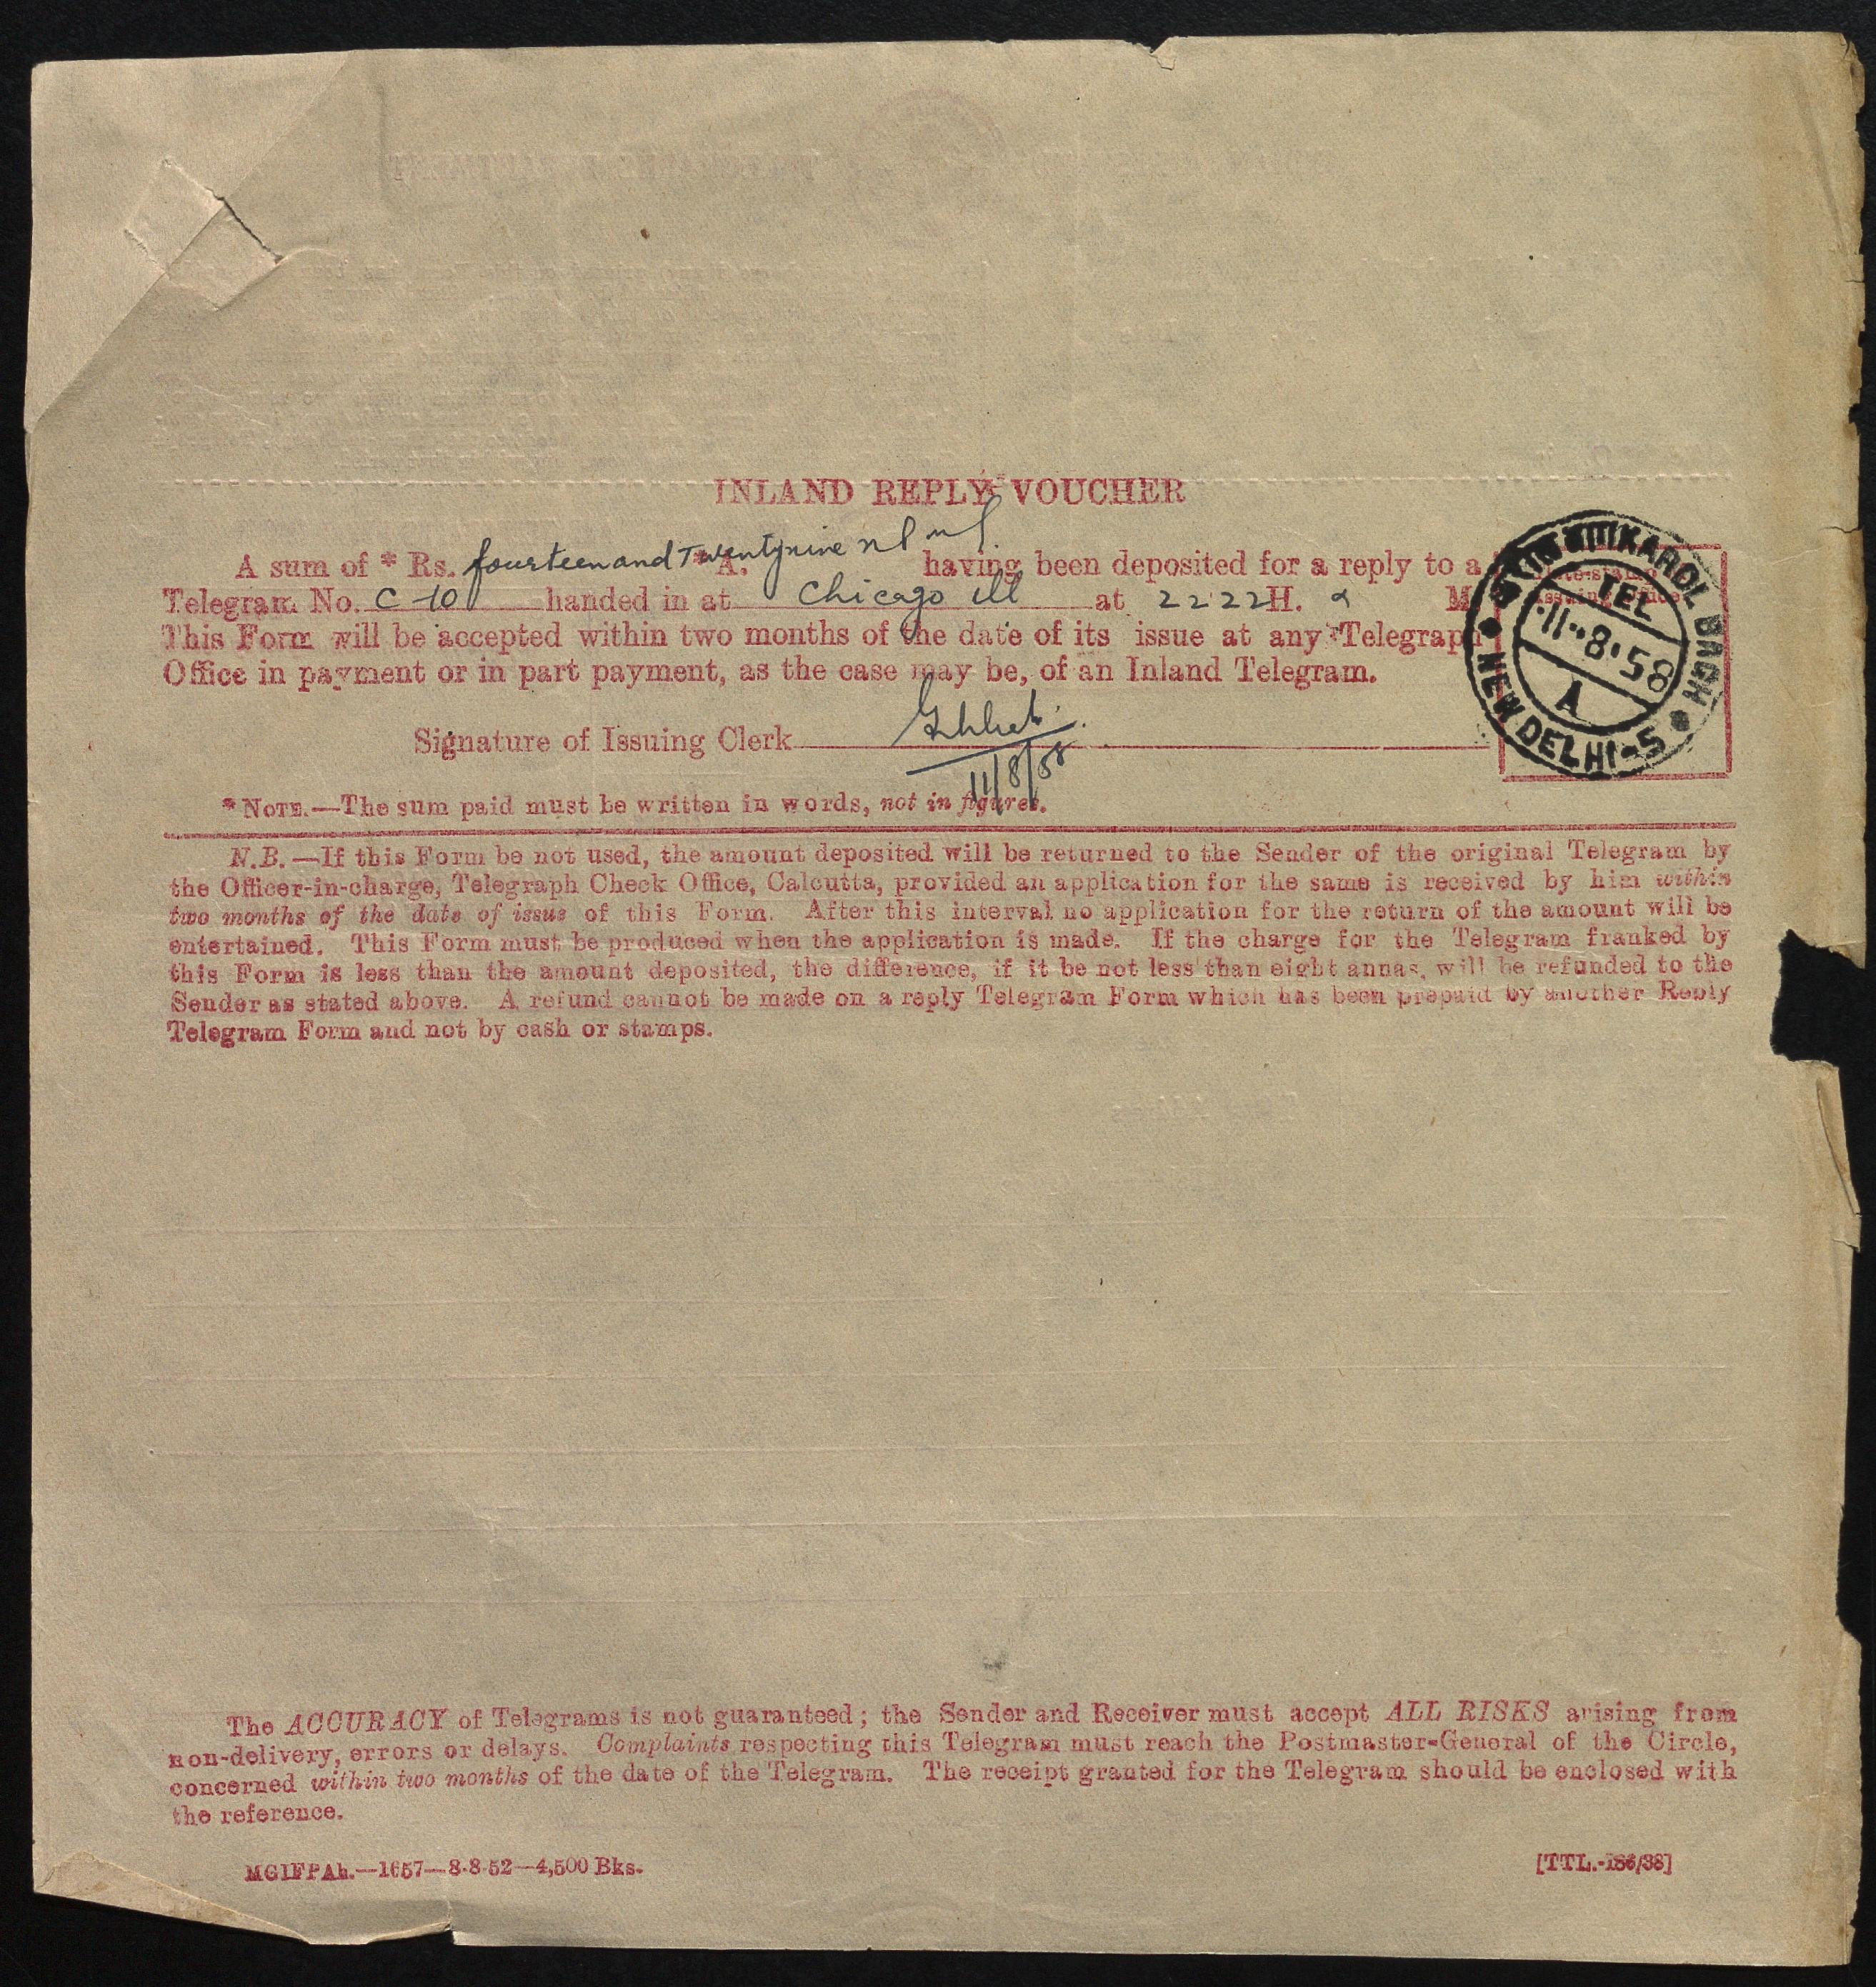 INLAND REPLY VOUCHER
A sum of * Rs. fourteen and Twentynine *A. having been deposited for a reply to a
Telegram No. C 10 handed in at Chicago ill at 2222 H. M.
This Form will be accepted within two months of the date of its issue at any Telegraph
Office in payment or in part payment, as the case may be, of an Inland Telegram.
KAROL BAGH
TEL
11-8-58
A
NEW DELHI-5
Signature of Issuing Clerk
11/8/58
*NOTE.—The sum paid must be written in words, not in figures.
N.B.—If this Form be not used, the amount deposited will be returned to the Sender of the original Telegram by
the Officer-in-charge, Telegraph Check Office, Calcutta, provided an application for the same is received by him within
two months of the date of issue of this Form. After this interval no application for the return of the amount will be
entertained. This Form must be produced when the application is made. If the charge for the Telegram franked by
this Form is less than the amount deposited, the difference, if it be not less than eight annas, will be refunded to the
Sender as stated above. A refund cannot be made on a reply Telegram Form which has been prepaid by another Reply
Telegram Form and not by cash or stamps.
The ACCURACY of Telegrams is not guaranteed; the Sender and Receiver must accept ALL RISKS arising from
non-delivery, errors or delays. Complaints respecting this Telegram must reach the Postmaster-General of the Circle,
concerned within two months of the date of the Telegram. The receipt granted for the Telegram should be enclosed with
the reference.
MGIFPAh.—1657—8-8-52—4,500 Bks.
[TTL.-186/38]